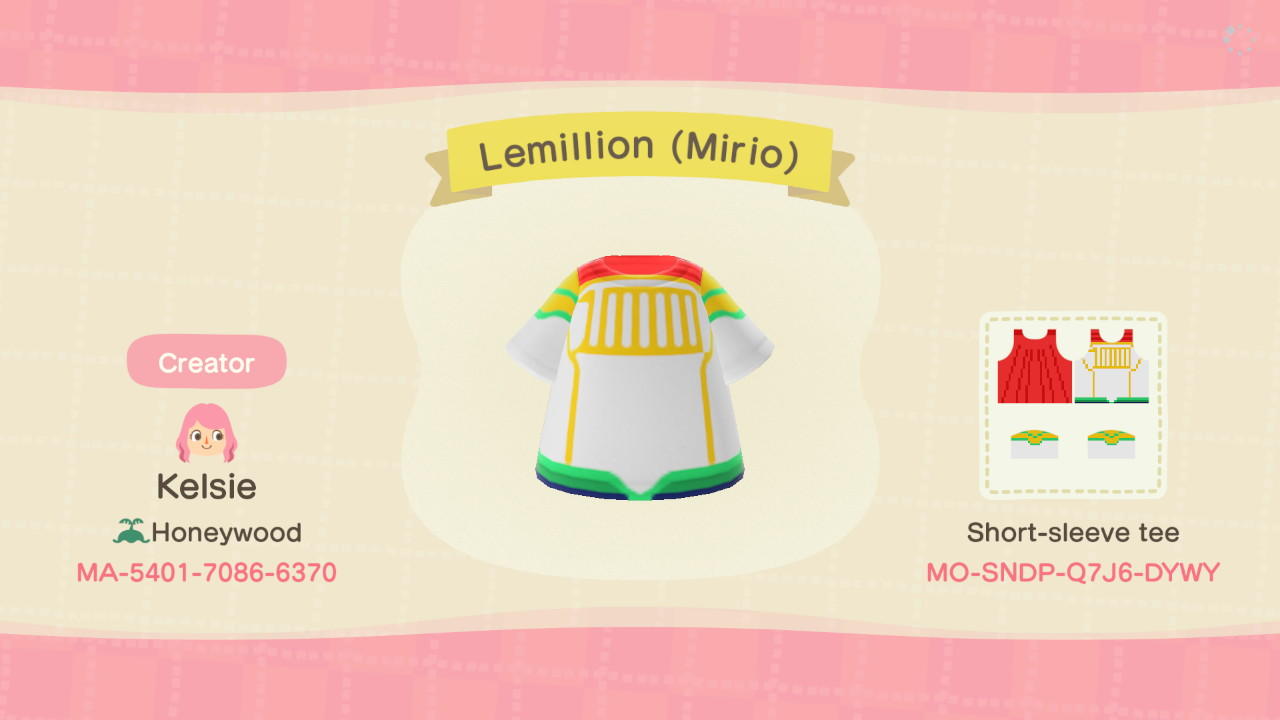 Lemillion (Mirio)
Creator
Kelsie
Honeywood
MA-5401-7086-6370
Short-sleeve tee
MO-SNDP-Q7J6-DYWY